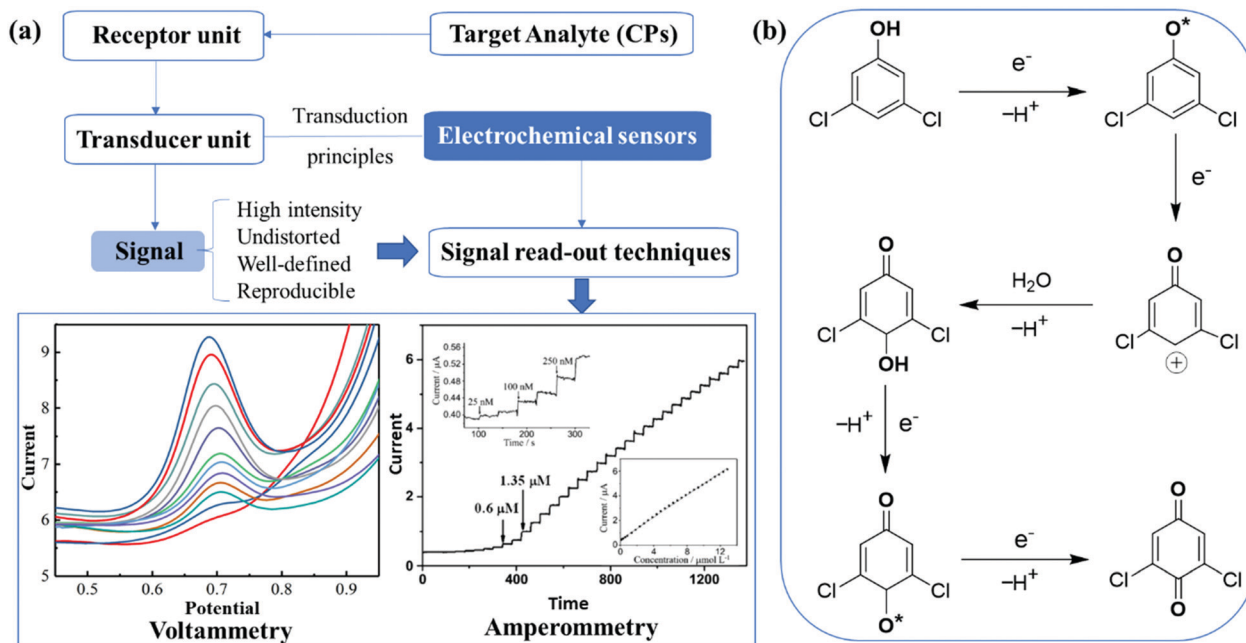 (a)
Receptor unit
Target Analyte (CPs)
Transducer unit
Transduction
principles
Electrochemical sensors
Signal
High intensity
Undistorted
Well-defined
Reproducible
Signal read-out techniques
Current
9
8
7
6
5
0.5
0.6
0.7
0.8
0.9
Potential
Voltammetry
Current
6
4
2
0
0
400
800
1200
Time
Amperommetry
0.6 μM
1.35 μM
Current / μA
0.56
0.52
0.48
0.44
0.40
25 nM
100 nM
250 nM
100
200
300
Time / s
Current / μA
6
4
2
0
0
4
8
12
Concentration / μmol L⁻¹
(b)
OH
Cl
Cl
e⁻
−H⁺
O*
Cl
Cl
e⁻
O
Cl
Cl
+
H₂O
−H⁺
O
Cl
Cl
OH
−H⁺
e⁻
O
Cl
Cl
O*
e⁻
−H⁺
O
Cl
Cl
O